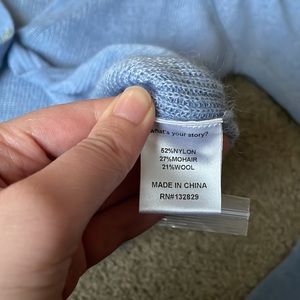 what's your story?
52%NYLON
27%MOHAIR
21%WOOL
MADE IN CHINA
RN#132829